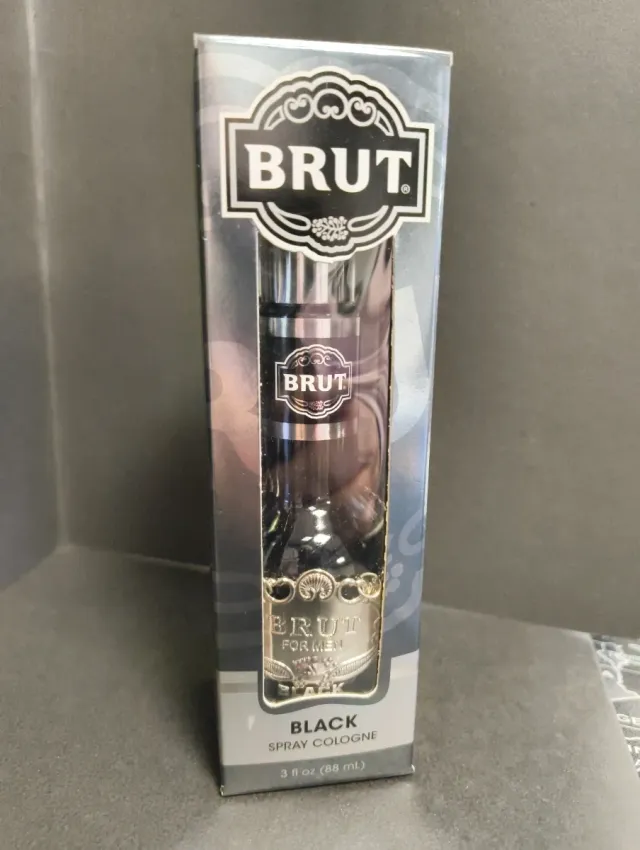 BRUT®
BRUT
BRUT
FOR MEN
BLACK
BLACK
SPRAY COLOGNE
3 fl oz (88 mL)